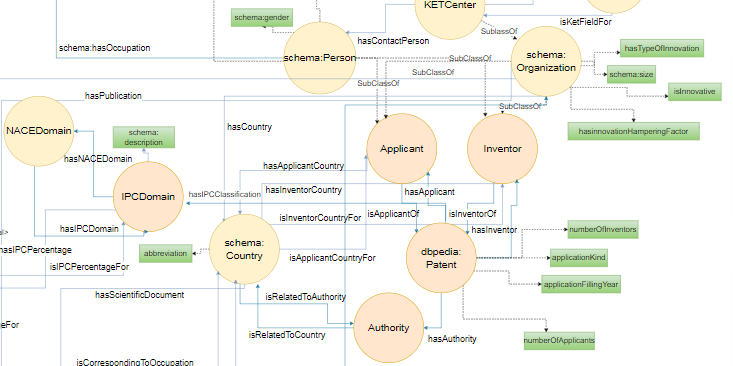 KETCenter
schema:gender
isKetFieldFor
SublassOf
hasContactPerson
schema:hasOccupation
hasTypeOfInnovation
schema:Person
SubClassOf
schema:
Organization
SubClassOf
SubClassOf
schema:size
isInnovative
hasPublication
SubClassOf
NACEDomain
schema:
description
hasCountry
hasinnovationHamperingFactor
Applicant
Inventor
hasNACEDomain
hasApplicantCountry
IPCDomain
hasIPCClassification
hasInventorCountry
hasApplicant
isInventorCountryFor
isApplicantOf
isInventorOf
hasIPCDomain
hasInventor
numberOfInventors
schema:
Country
hasIPCPercentage
abbreviation
isApplicantCountryFor
dbpedia:
Patent
applicationKind
isIPCPercentageFor
applicationFillingYear
hasScientificDocument
isRelatedToAuthority
eFor
Authority
isRelatedToCountry
hasAuthority
numberOfApplicants
isCorrespondingToOccupation